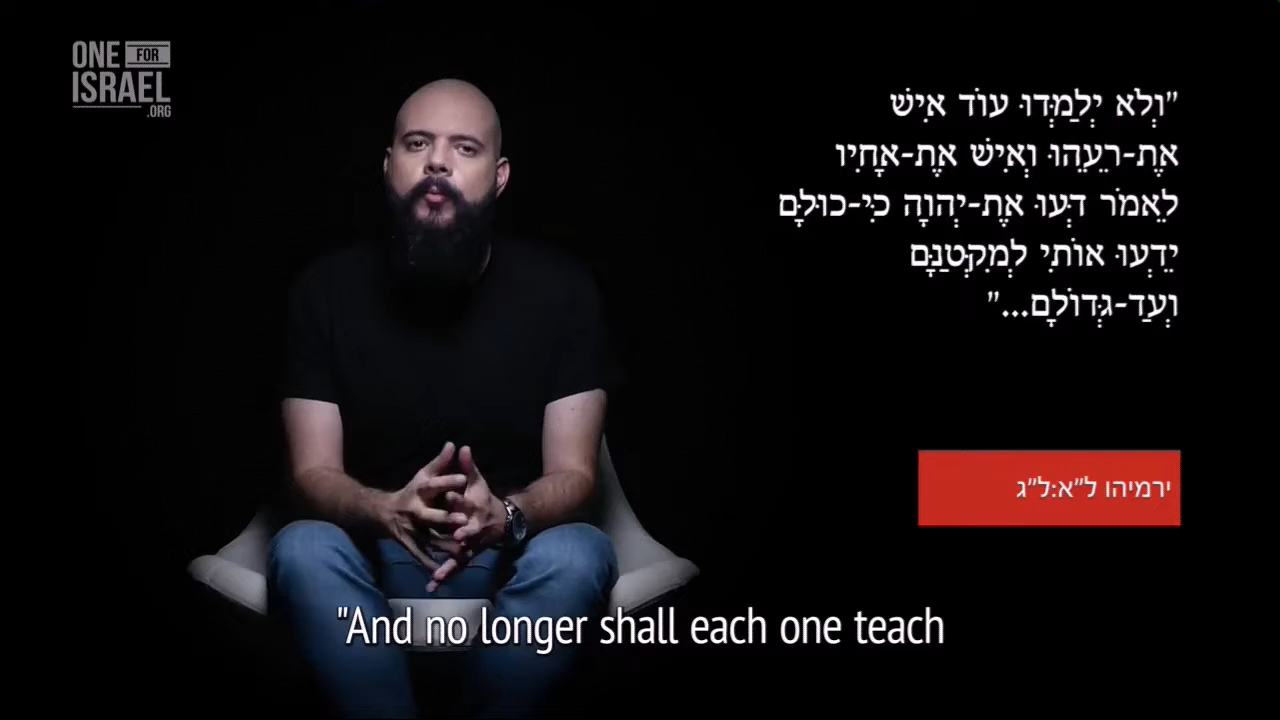 ONE FOR
ISRAEL
.ORG
"וְלֹא יְלַמְּדוּ עוֹד אִישׁ
אֶת-רֵעֵהוּ וְאִישׁ אֶת-אָחִיו
לֵאמֹר דְּעוּ אֶת-יְהוָה כִּי-כוּלָּם
יֵדְעוּ אוֹתִי לְמִקְּטנַּםָ
וְעַד-גְּדוֹלָם..."
ירמיהו ל"א:ל"ג
"And no longer shall each one teach